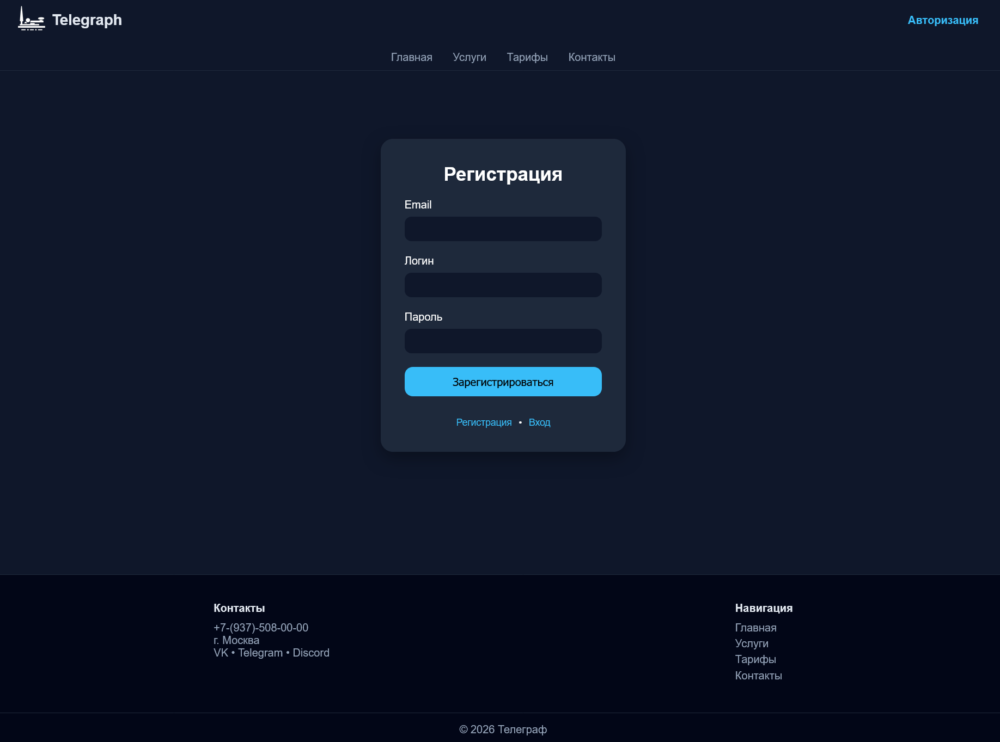 Telegraph
Авторизация
Главная Услуги Тарифы Контакты
Регистрация
Email
Логин
Пароль
Зарегистрироваться
Регистрация • Вход
Контакты
+7-(937)-508-00-00
г. Москва
VK • Telegram • Discord
Навигация
Главная
Услуги
Тарифы
Контакты
© 2026 Телеграф